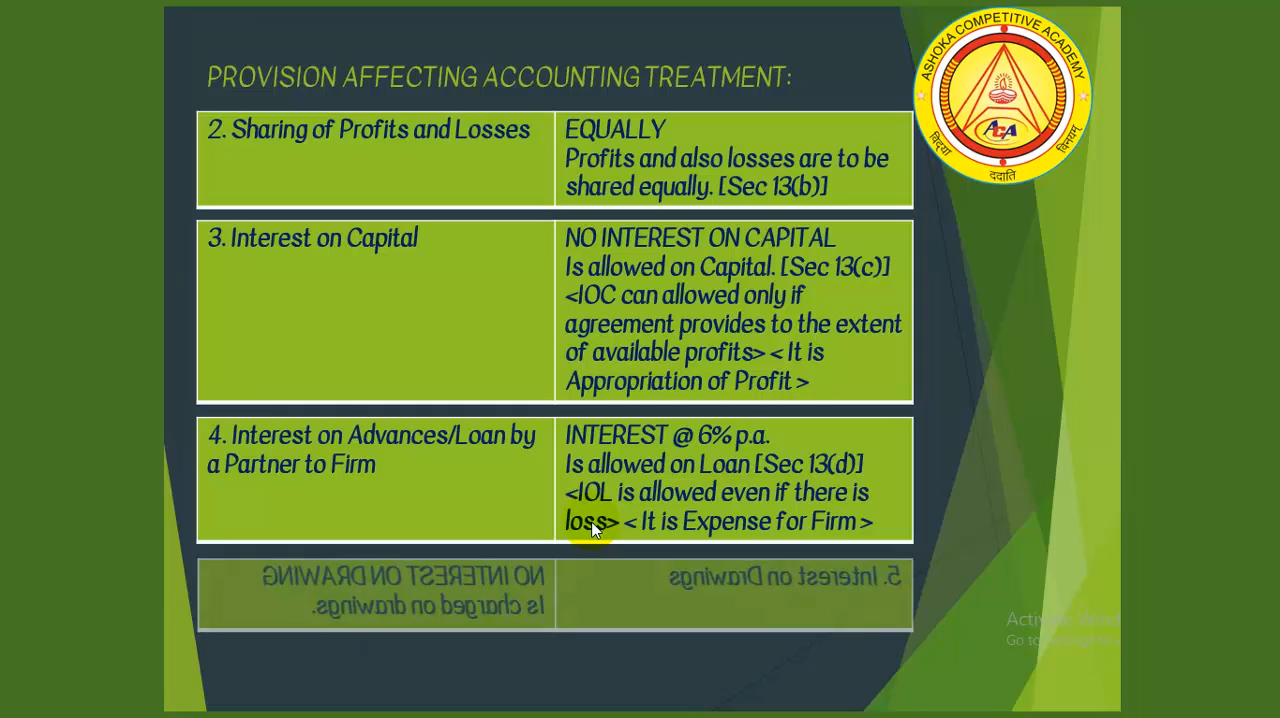 PROVISION AFFECTING ACCOUNTING TREATMENT:
2. Sharing of Profits and Losses
EQUALLY
Profits and also losses are to be
shared equally. [Sec 13(b)]
3. Interest on Capital
NO INTEREST ON CAPITAL
Is allowed on Capital. [Sec 13(c)]
<IOC can allowed only if
agreement provides to the extent
of available profits> < It is
Appropriation of Profit >
4. Interest on Advances/Loan by
a Partner to Firm
INTEREST @ 6% p.a.
Is allowed on Loan [Sec 13(d)]
<IOL is allowed even if there is
loss> < It is Expense for Firm >
5. Interest on Drawings
NO INTEREST ON DRAWING
Is charged on drawings.
ASHOKA COMPETITIVE ACADEMY
ACA
विद्या
ददाति
विनयम्
Go to